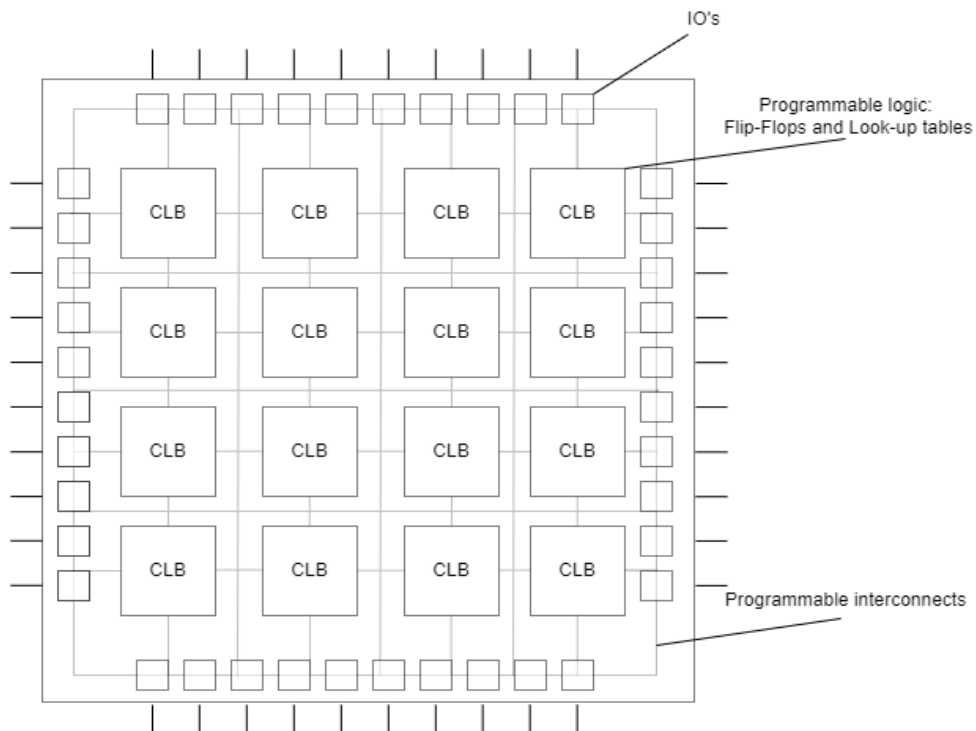 IO's
Programmable logic:
Flip-Flops and Look-up tables
CLB CLB CLB CLB
CLB CLB CLB CLB
CLB CLB CLB CLB
CLB CLB CLB CLB
Programmable interconnects